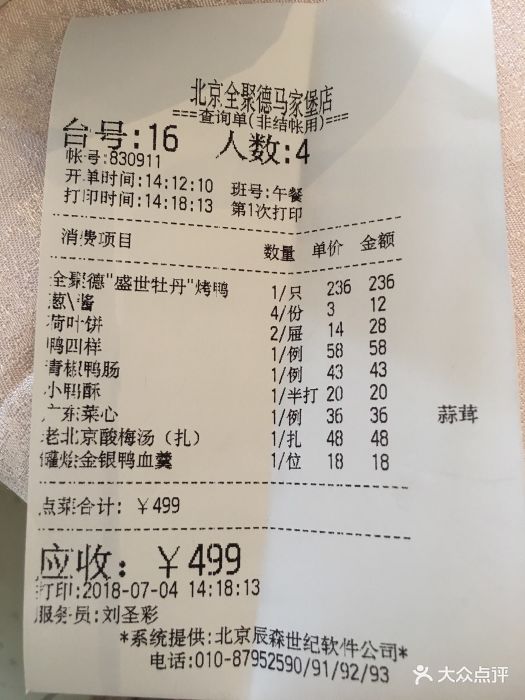 北京全聚德马家堡店
===查询单(非结帐用)===
台号:16 人数:4
帐号:830911
开单时间:14:12:10 班号:午餐
打印时间:14:18:13 第1次打印
消费项目 数量 单价 金额
全聚德"盛世牡丹"烤鸭 1/只 236 236
葱\酱 4/份 3 12
荷叶饼 2/屉 14 28
鸭四样 1/例 58 58
青椒鸭肠 1/例 43 43
小鸭酥 1/半打 20 20
广东菜心 1/例 36 36 蒜茸
老北京酸梅汤（扎） 1/扎 48 48
罐烩金银鸭血羹 1/位 18 18
点菜合计: ￥499
应收: ￥499
打印:2018-07-04 14:18:13
服务员:刘圣彩
*系统提供:北京辰森世纪软件公司*
电话:010-87952590/91/92/93
大众点评